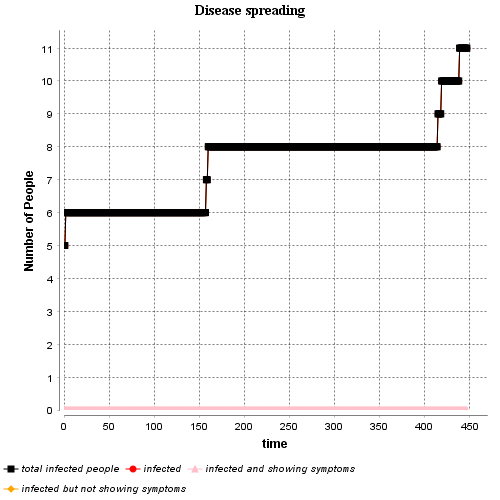 Disease spreading
11
10
9
8
7
6
5
4
3
2
1
0
Number of People
0 50 100 150 200 250 300 350 400 450
time
total infected people infected infected and showing symptoms
infected but not showing symptoms